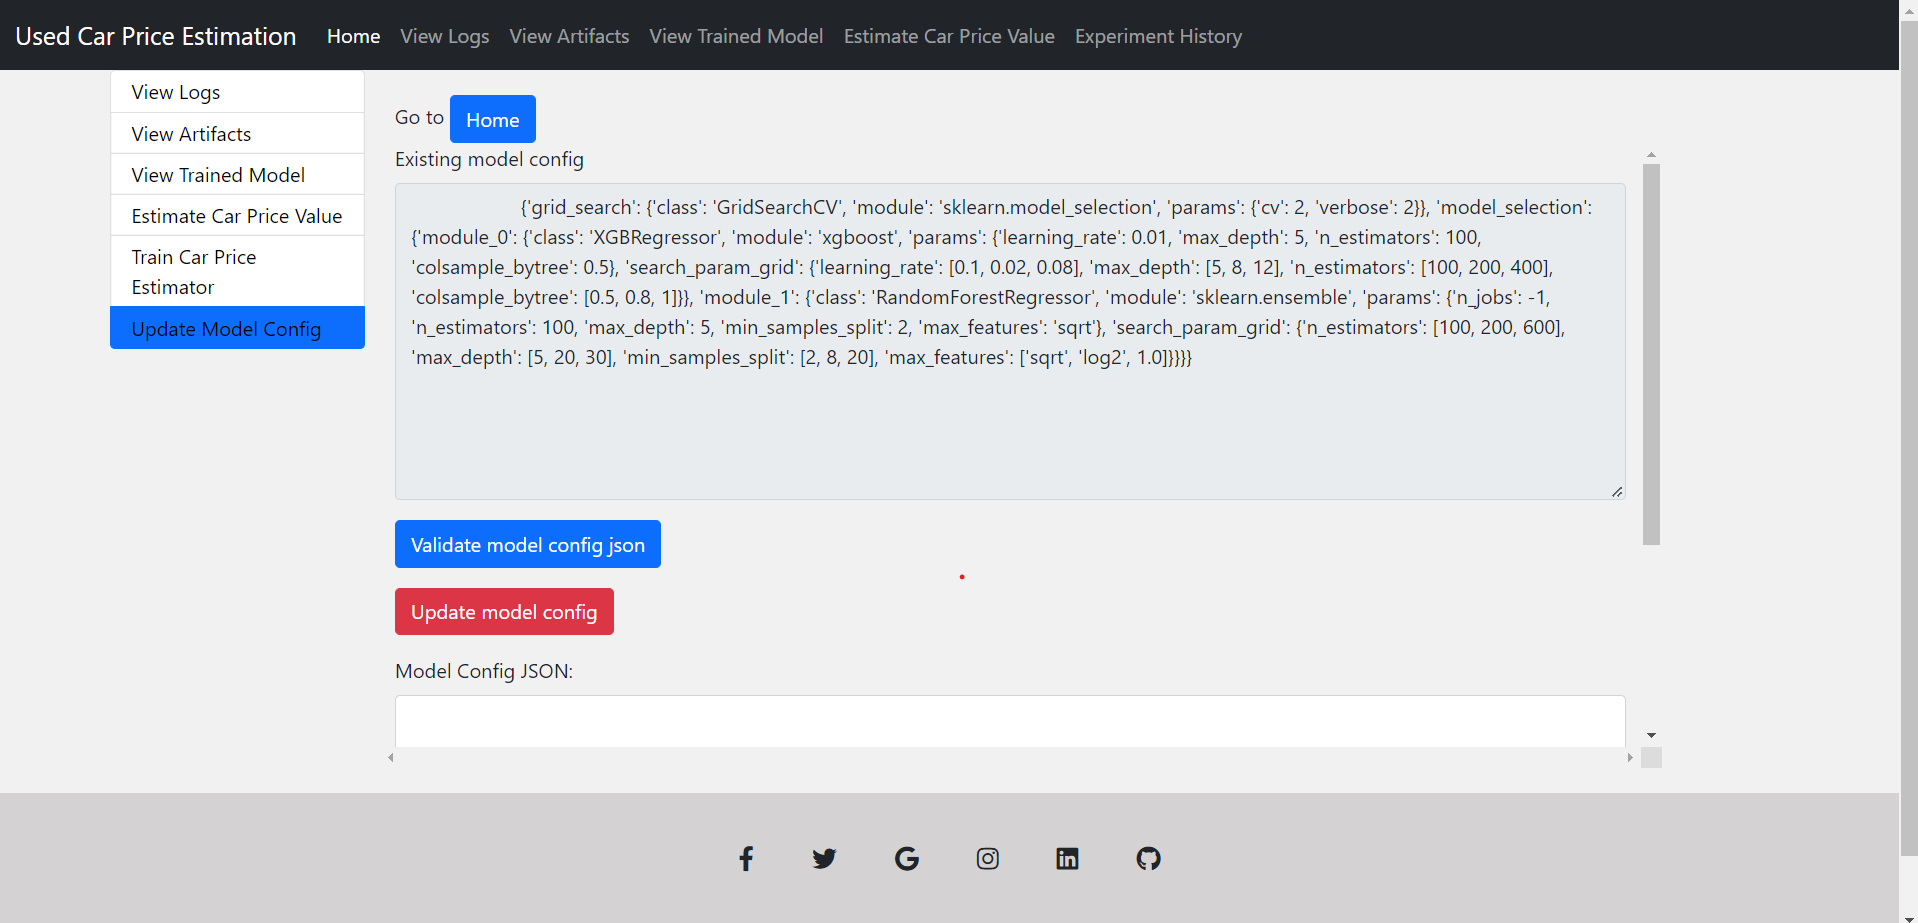 Used Car Price Estimation Home View Logs View Artifacts View Trained Model Estimate Car Price Value Experiment History
View Logs
View Artifacts
View Trained Model
Estimate Car Price Value
Train Car Price
Estimator
Update Model Config
Go to Home
Existing model config
{'grid_search': {'class': 'GridSearchCV', 'module': 'sklearn.model_selection', 'params': {'cv': 2, 'verbose': 2}}, 'model_selection':
{'module_0': {'class': 'XGBRegressor', 'module': 'xgboost', 'params': {'learning_rate': 0.01, 'max_depth': 5, 'n_estimators': 100,
'colsample_bytree': 0.5}, 'search_param_grid': {'learning_rate': [0.1, 0.02, 0.08], 'max_depth': [5, 8, 12], 'n_estimators': [100, 200, 400],
'colsample_bytree': [0.5, 0.8, 1]}}, 'module_1': {'class': 'RandomForestRegressor', 'module': 'sklearn.ensemble', 'params': {'n_jobs': -1,
'n_estimators': 100, 'max_depth': 5, 'min_samples_split': 2, 'max_features': 'sqrt'}, 'search_param_grid': {'n_estimators': [100, 200, 600],
'max_depth': [5, 20, 30], 'min_samples_split': [2, 8, 20], 'max_features': ['sqrt', 'log2', 1.0]}}}}
Validate model config json
Update model config
Model Config JSON: